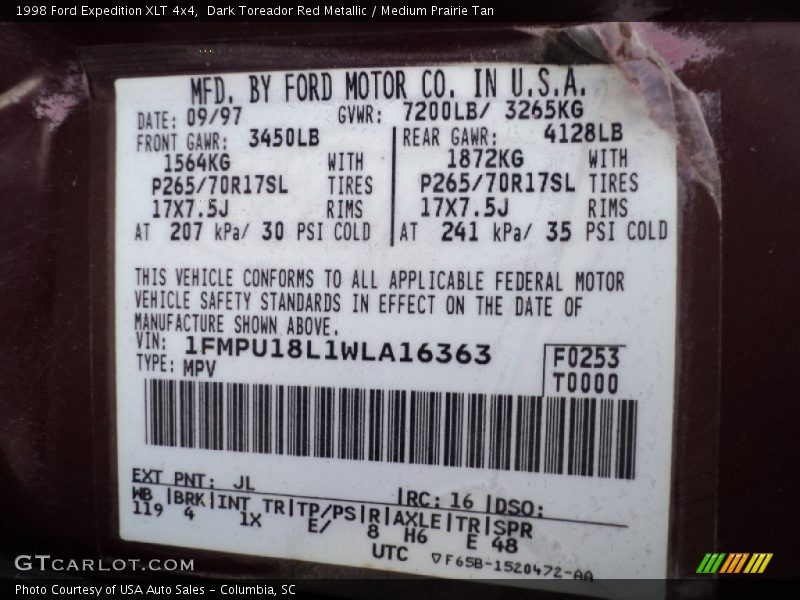 1998 Ford Expedition XLT 4x4,  Dark Toreador Red Metallic / Medium Prairie Tan
MFD. BY FORD MOTOR CO. IN U.S.A.
DATE: 09/97 GVWR: 7200LB/ 3265KG
FRONT GAWR: 3450LB REAR GAWR: 4128LB
1564KG WITH 1872KG WITH
P265/70R17SL TIRES P265/70R17SL TIRES
17X7.5J RIMS 17X7.5J RIMS
AT 207 kPa/ 30 PSI COLD AT 241 kPa/ 35 PSI COLD
THIS VEHICLE CONFORMS TO ALL APPLICABLE FEDERAL MOTOR
VEHICLE SAFETY STANDARDS IN EFFECT ON THE DATE OF
MANUFACTURE SHOWN ABOVE.
VIN: 1FMPU18L1WLA16363 F0253
TYPE: MPV T0000
EXT PNT: JL RC: 16 DSO:
WB BRK INT TR TP/PS R AXLE TR SPR
119 4 1X E/ 8 H6 E 48
UTC ▽F65B-1520472-AA
GTCARLOT.COM
Photo Courtesy of USA Auto Sales - Columbia, SC